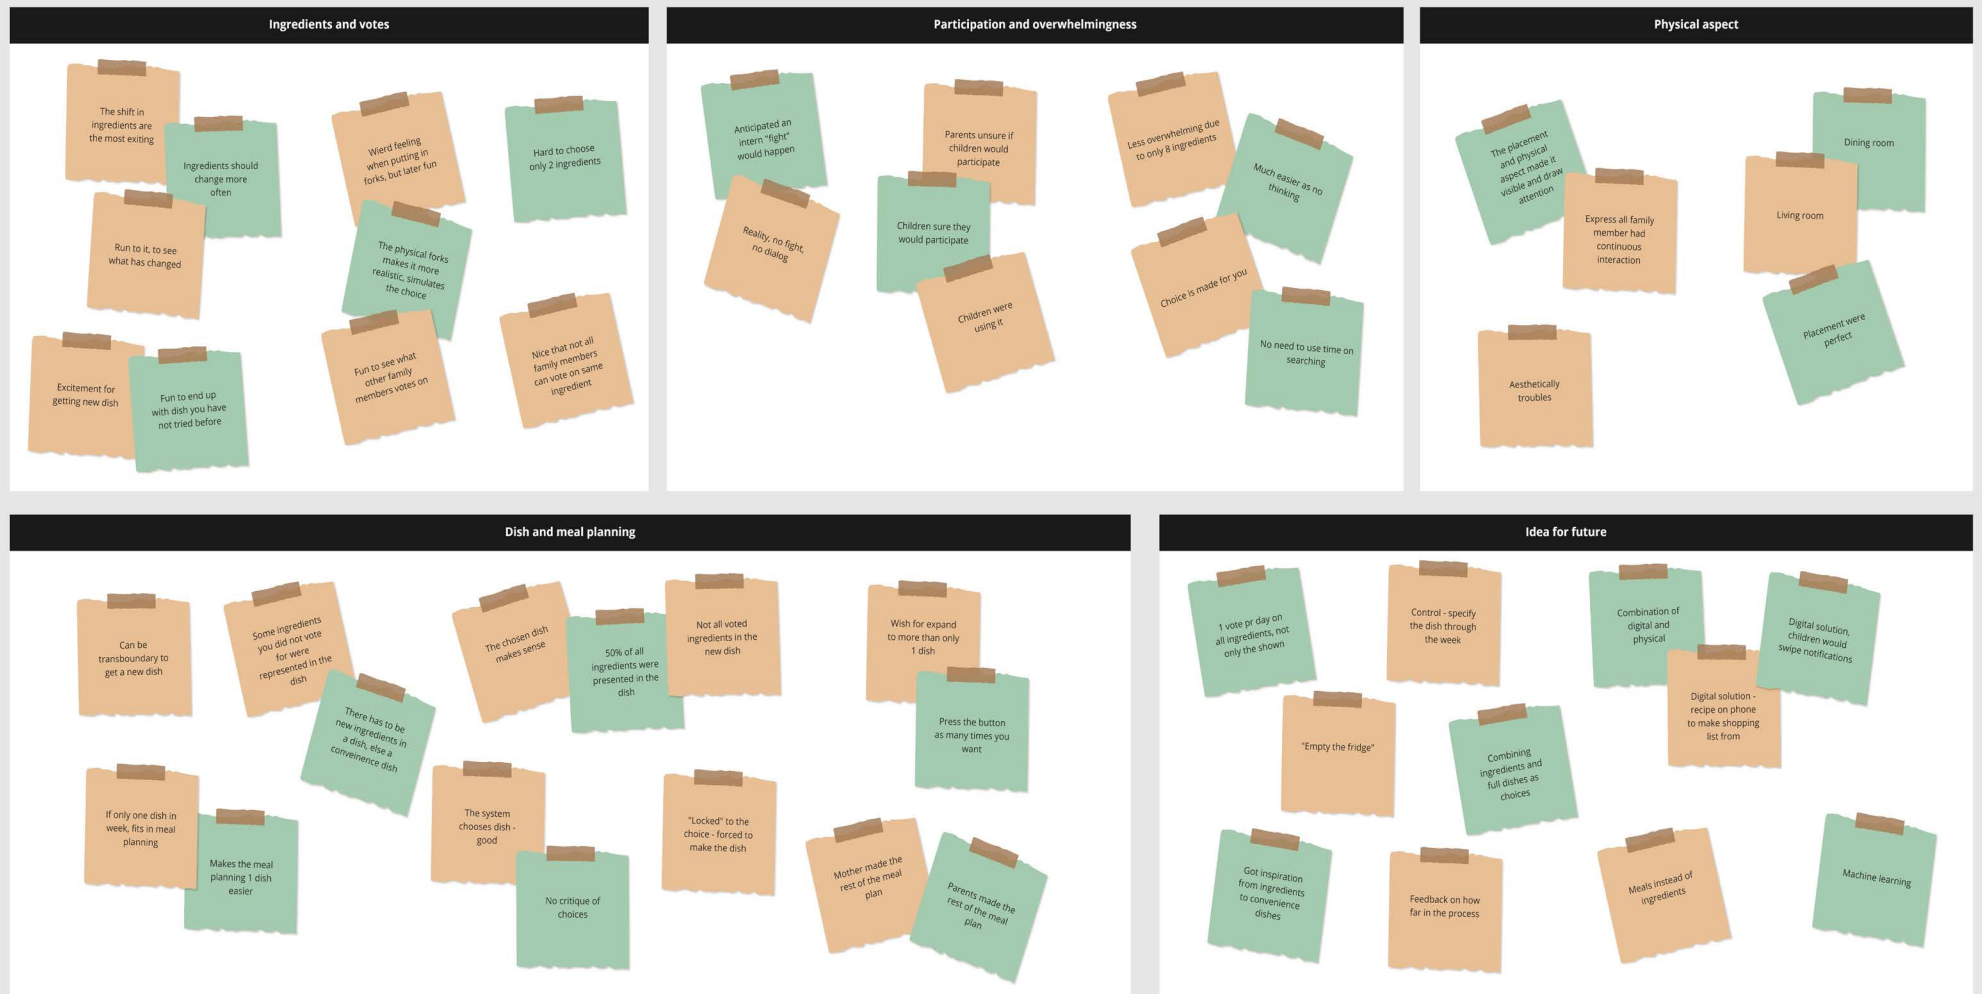 Ingredients and votes
The shift in
ingredients are
the most exiting
Ingredients should
change more
often
Run to it, to see
what has changed
Excitement for
getting new dish
Fun to end up
with dish you have
not tried before
Wierd feeling
when putting in
forks, but later fun
The physical forks
makes it more
realistic, simulates
the choice
Fun to see what
other family
members votes on
Hard to choose
only 2 ingredients
Nice that not all
family members
can vote on same
ingredient
Participation and overwhelmingness
Anticipated an
intern "fight"
would happen
Reality, no fight,
no dialog
Parents unsure if
children would
participate
Children sure they
would participate
Children were
using it
Less overwhelming due
to only 8 ingredients
Much easier as no
thinking
Choice is made for you
No need to use time on
searching
Physical aspect
The placement
and physical
aspect made it
visible and draw
attention
Express all family
member had
continuous
interaction
Aesthetically
troubles
Dining room
Living room
Placement were
perfect
Dish and meal planning
Can be
transboundary to
get a new dish
Some ingredients
you did not vote
for were
represented in the
dish
There has to be
new ingredients in
a dish, else a
conveinence dish
The chosen dish
makes sense
50% of all
ingredients were
presented in the
dish
Not all voted
ingredients in the
new dish
Wish for expand
to more than only
1 dish
Press the button
as many times you
want
If only one dish in
week, fits in meal
planning
Makes the meal
planning 1 dish
easier
The system
chooses dish -
good
No critique of
choices
"Locked" to the
choice - forced to
make the dish
Mother made the
rest of the meal
plan
Parents made the
rest of the meal
plan
Idea for future
1 vote pr day on
all ingredients, not
only the shown
Control - specify
the dish through
the week
Combination of
digital and
physical
Digital solution,
children would
swipe notifications
Digital solution -
recipe on phone
to make shopping
list from
"Empty the fridge"
Combining
ingredients and
full dishes as
choices
Got inspiration
from ingredients
to convenience
dishes
Feedback on how
far in the process
Meals instead of
ingredients
Machine learning